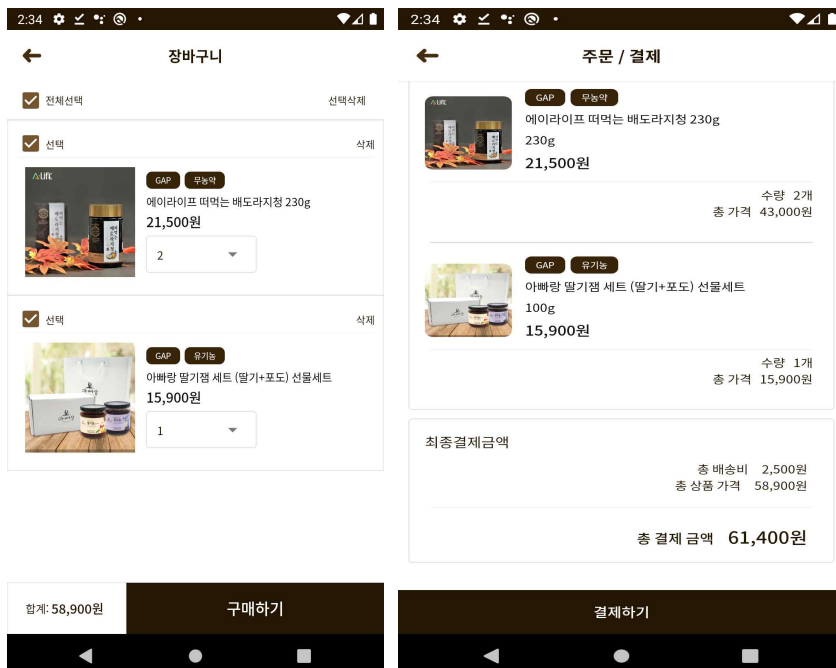 2:34
장바구니
전체선택 선택삭제
선택 삭제
A-Life
GAP 무농약
에이라이프 떠먹는 배도라지청 230g
21,500원
2
선택 삭제
GAP 유기농
아빠랑 딸기잼 세트 (딸기+포도) 선물세트
15,900원
1
합계: 58,900원 구매하기
2:34
주문 / 결제
GAP 무농약
에이라이프 떠먹는 배도라지청 230g
230g
21,500원
수량 2개
총 가격 43,000원
GAP 유기농
아빠랑 딸기잼 세트 (딸기+포도) 선물세트
100g
15,900원
수량 1개
총 가격 15,900원
최종결제금액
총 배송비 2,500원
총 상품 가격 58,900원
총 결제 금액 61,400원
결제하기